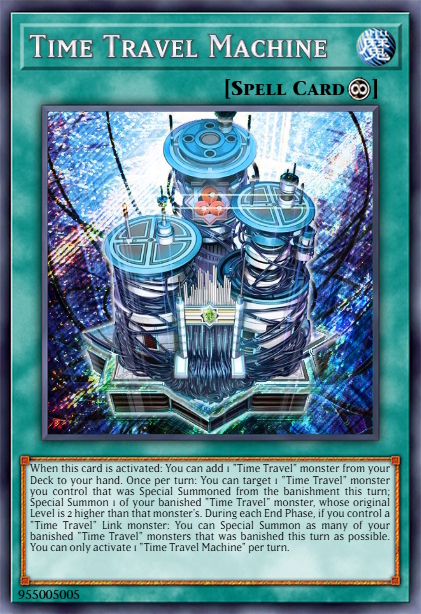 Time Travel Machine
魔
[Spell Card ]
When this card is activated: You can add 1 "Time Travel" monster from your
Deck to your hand. Once per turn: You can target 1 "Time Travel" monster
you control that was Special Summoned from the banishment this turn;
Special Summon 1 of your banished "Time Travel" monster, whose original
Level is 2 higher than that monster's. During each End Phase, if you control a
"Time Travel" Link monster: You can Special Summon as many of your
banished "Time Travel" monsters that was banished this turn as possible.
You can only activate 1 "Time Travel Machine" per turn.
955005005